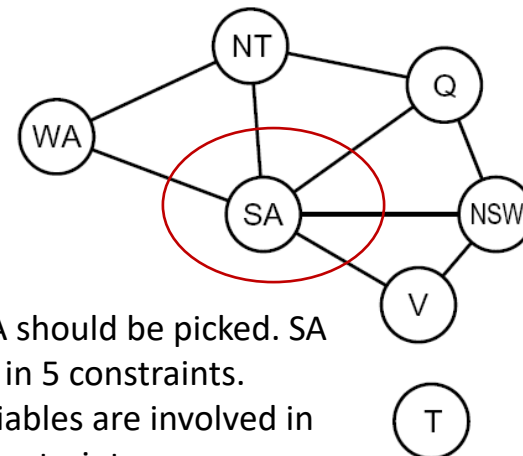 NT
Q
WA
SA
NSW
V
A should be picked. SA
in 5 constraints.
iables are involved in
T